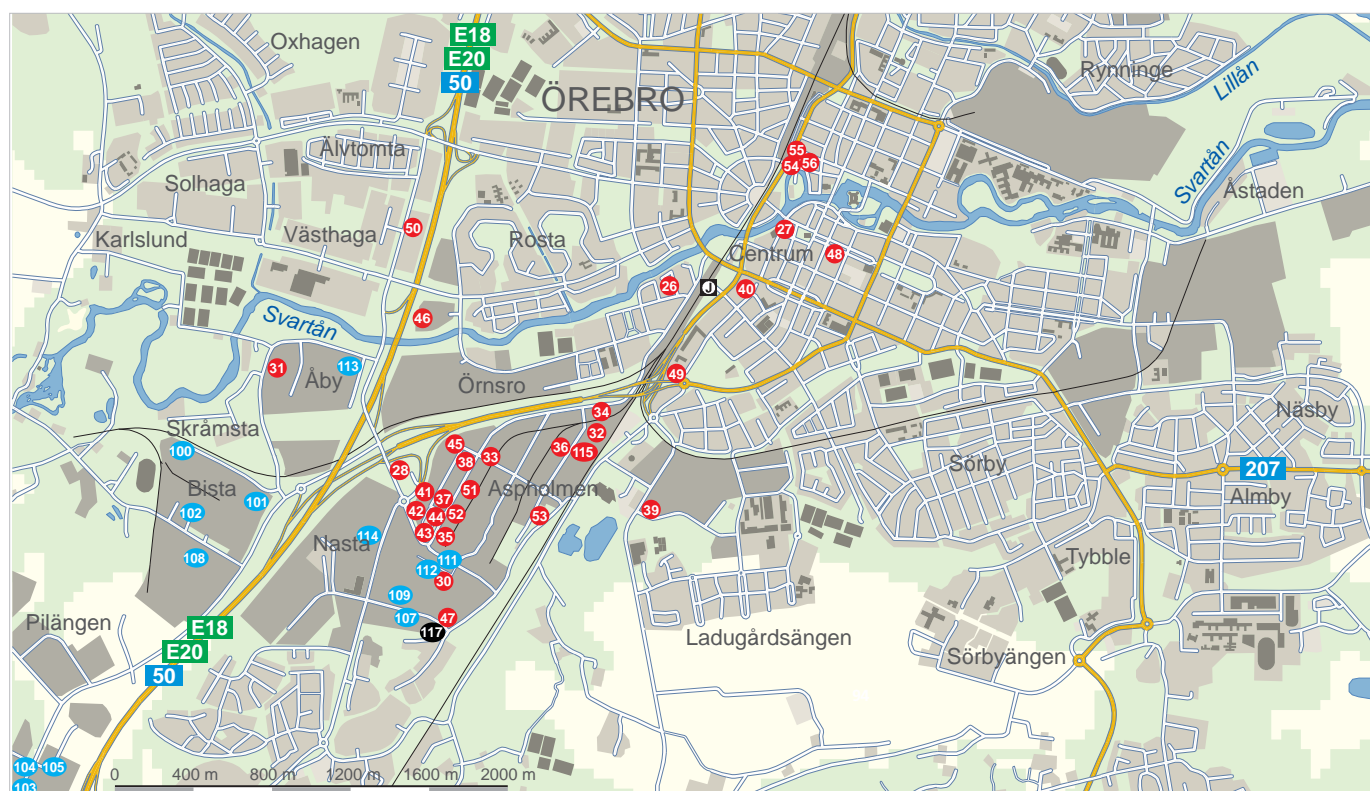 E18
Oxhagen
E20
Rynninge
50
Lillån
ÖREBRO
Älvtomta
55
54 56
Solhaga
Svartån
Åstaden
50
27
Karlslund
Västhaga
Rosta
Centrum
48
26
J
40
Svartån
46
31
113
49
Åby
Örnsro
34
Näsby
Skråmsta
32
45
36
115
100
38
33
28
Sörby
207
Bista
41
51
Aspholmen
Almby
101
37
102
42
44
52
53
39
43
35
Nasta
114
108
111
Tybble
112
30
109
107
47
Pilängen
E18
117
Ladugårdsängen
E20
Sörbyängen
50
104 105
0 400 m 800 m 1200 m 1600 m 2000 m
103